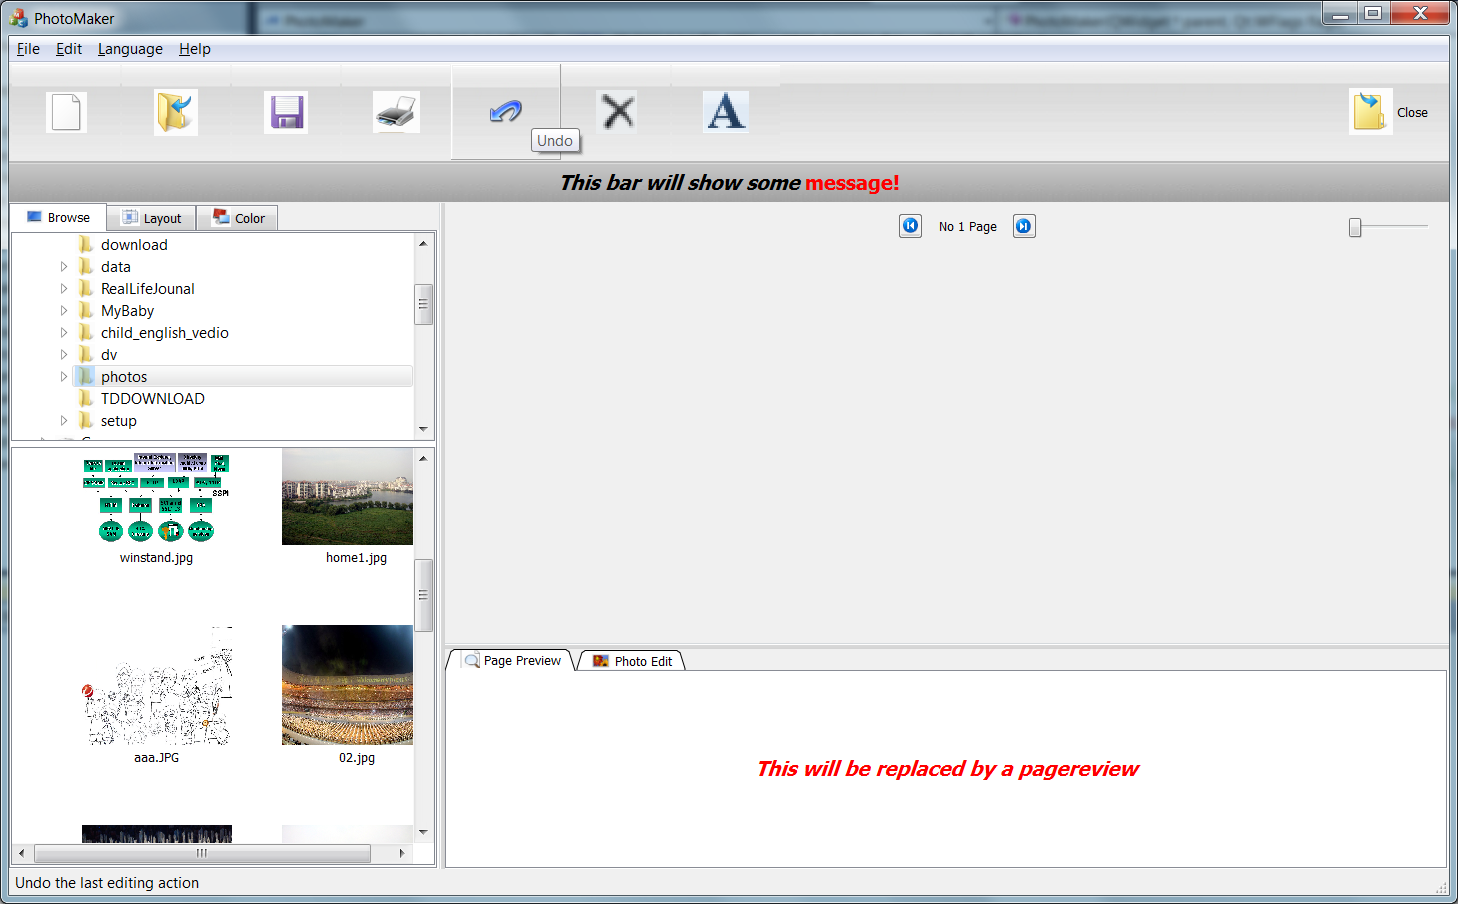 PhotoMaker
File Edit Language Help
Undo
Close
This bar will show some message!
Browse Layout Color
No 1 Page
download
data
RealLifeJounal
MyBaby
child_english_vedio
dv
photos
TDDOWNLOAD
setup
SSPI
winstand.jpg home1.jpg
aaa.JPG 02.jpg
Page Preview Photo Edit
This will be replaced by a pagereview
Undo the last editing action